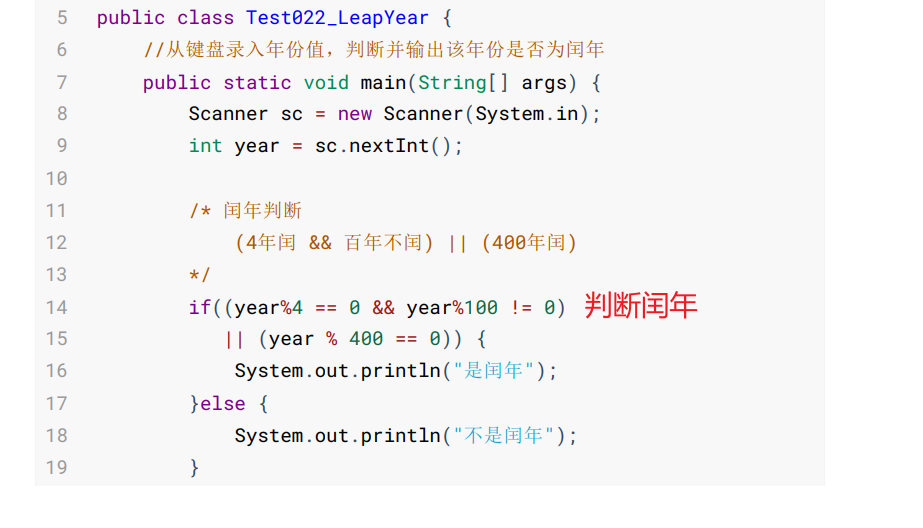 5 public class Test022_LeapYear {
6 //从键盘录入年份值，判断并输出该年份是否为闰年
7 public static void main(String[] args) {
8 Scanner sc = new Scanner(System.in);
9 int year = sc.nextInt();
10
11 /* 闰年判断
12 (4年闰 && 百年不闰) || (400年闰)
13 */
14 if((year%4 == 0 && year%100 != 0) 判断闰年
15 || (year % 400 == 0)) {
16 System.out.println("是闰年");
17 }else {
18 System.out.println("不是闰年");
19 }